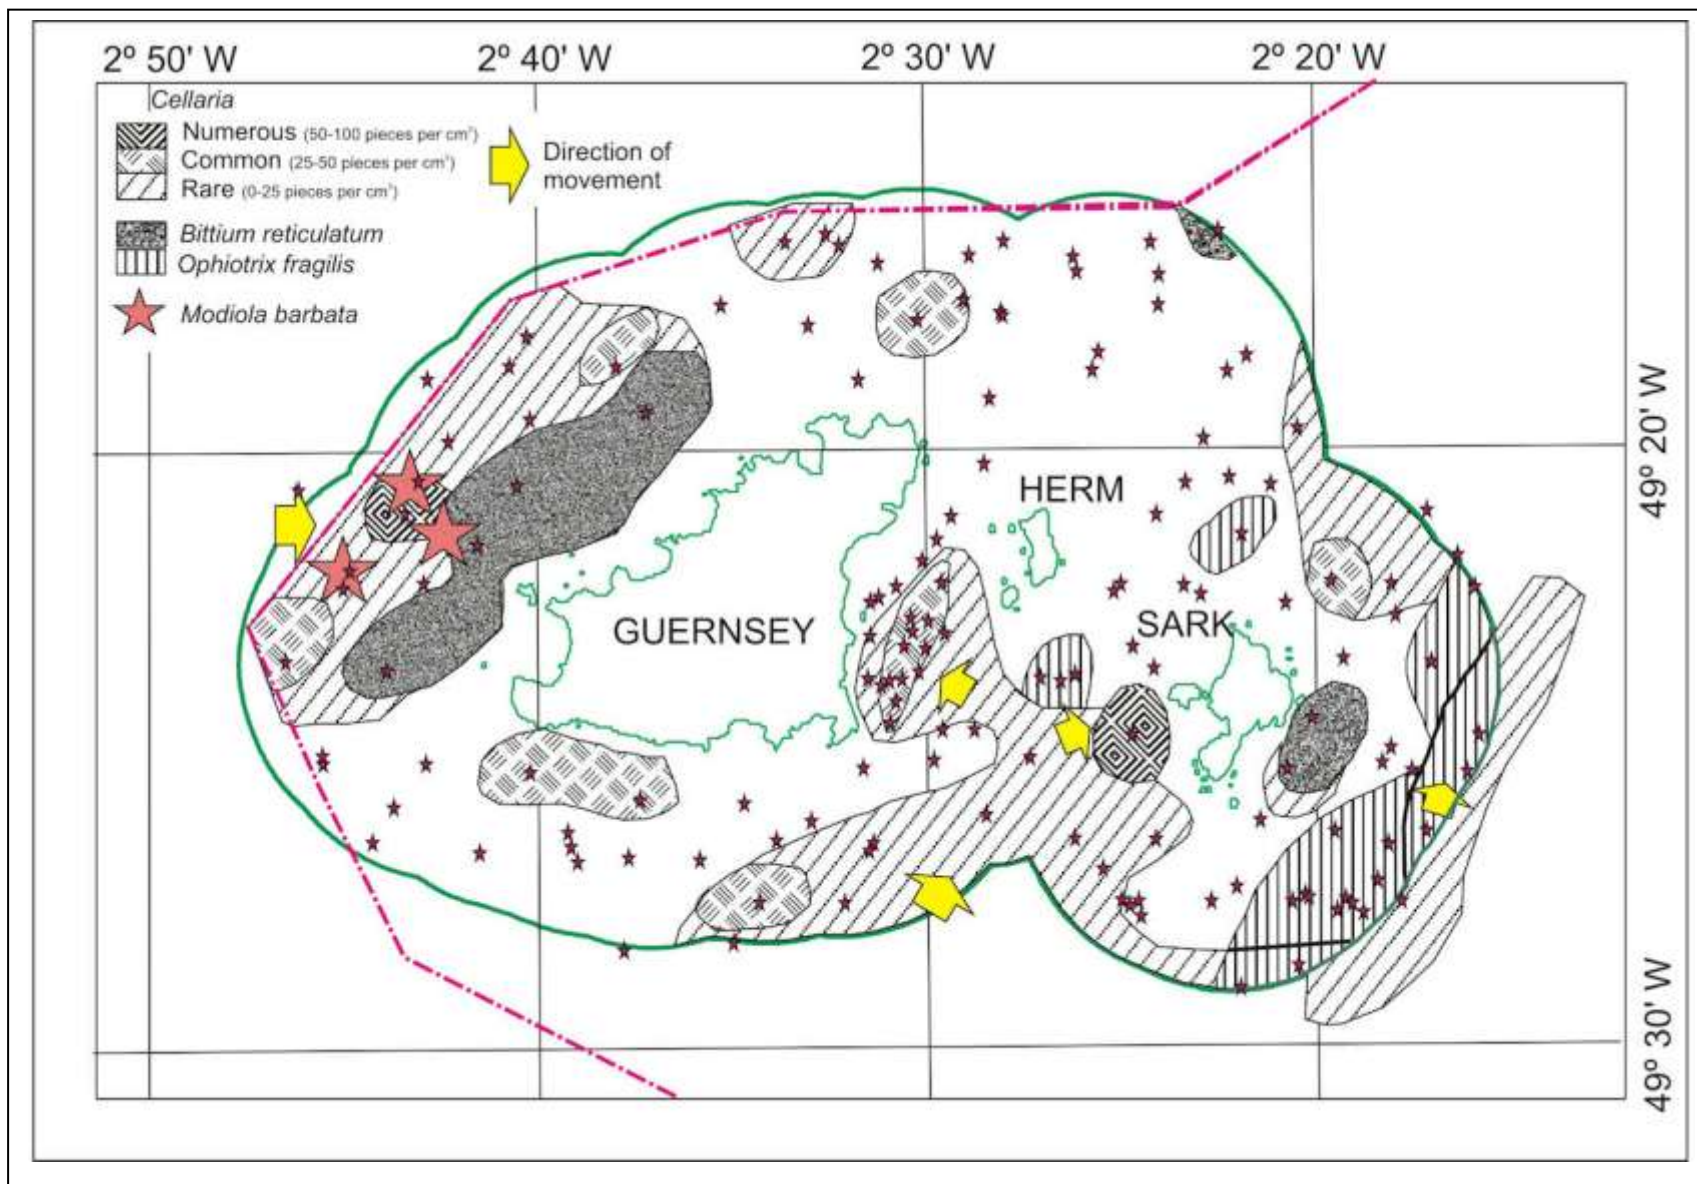 2º 50' W 2º 40' W 2º 30' W 2º 20' W
Cellaria
Numerous (50-100 pieces per cm³)
Common (25-50 pieces per cm³)
Rare (0-25 pieces per cm³)
Direction of
movement
Bittium reticulatum
Ophiotrix fragilis
Modiola barbata
49º 20' W
HERM
GUERNSEY
SARK
49º 30' W